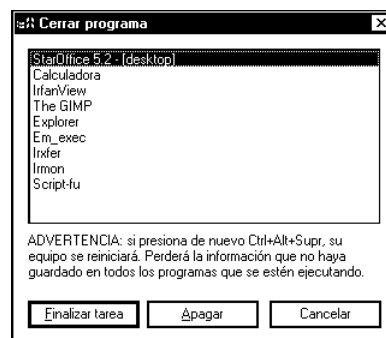 Cerrar programa
StarOffice 5.2 - (desktop)
Calculadora
IrfanView
The GIMP
Explorer
Em_exec
Irxfer
Irmon
Script-fu
ADVERTENCIA: si presiona de nuevo Ctrl+Alt+Supr, su
equipo se reiniciará. Perderá la información que no haya
guardado en todos los programas que se estén ejecutando.
Finalizar tarea Apagar Cancelar